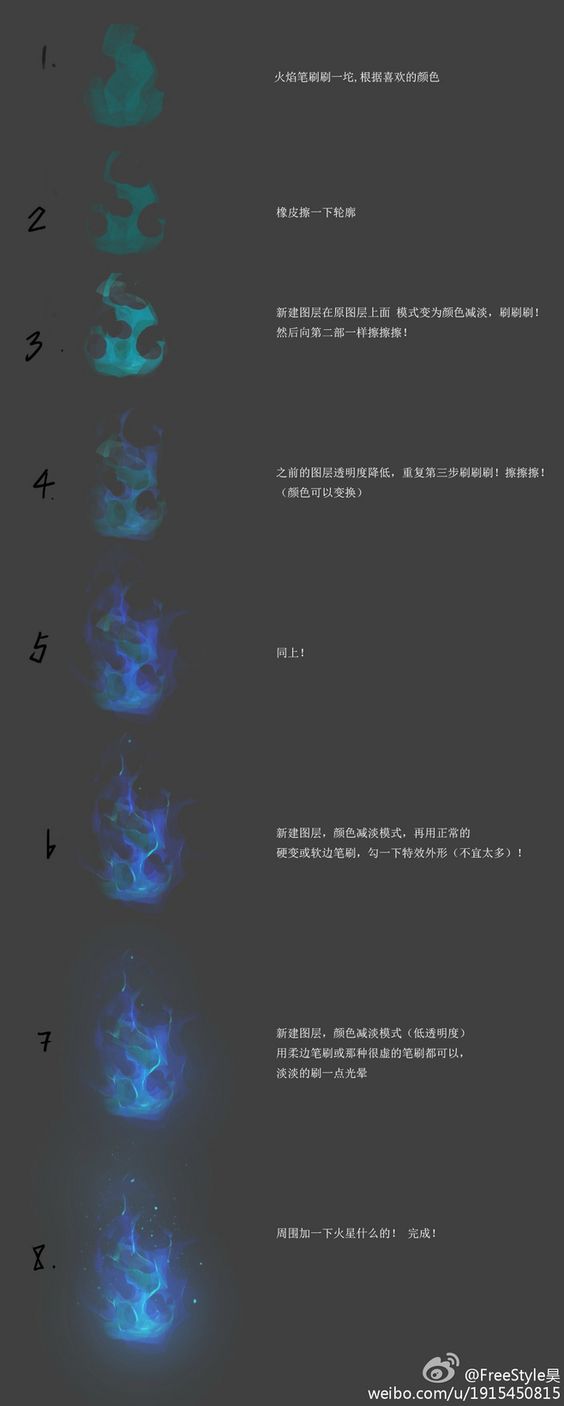 1.
火焰笔刷刷一坨,根据喜欢的颜色
2
橡皮擦一下轮廓
3.
新建图层在原图层上面 模式变为颜色减淡，刷刷刷！
然后向第二部一样擦擦擦！
4.
之前的图层透明度降低，重复第三步刷刷刷！擦擦擦！
（颜色可以变换）
5
同上！
6
新建图层，颜色减淡模式，再用正常的
硬变或软边笔刷，勾一下特效外形（不宜太多）！
7
新建图层，颜色减淡模式（低透明度）
用柔边笔刷或那种很虚的笔刷都可以，
淡淡的刷一点光晕
8.
周围加一下火星什么的！ 完成！
@FreeStyle昊
weibo.com/u/1915450815